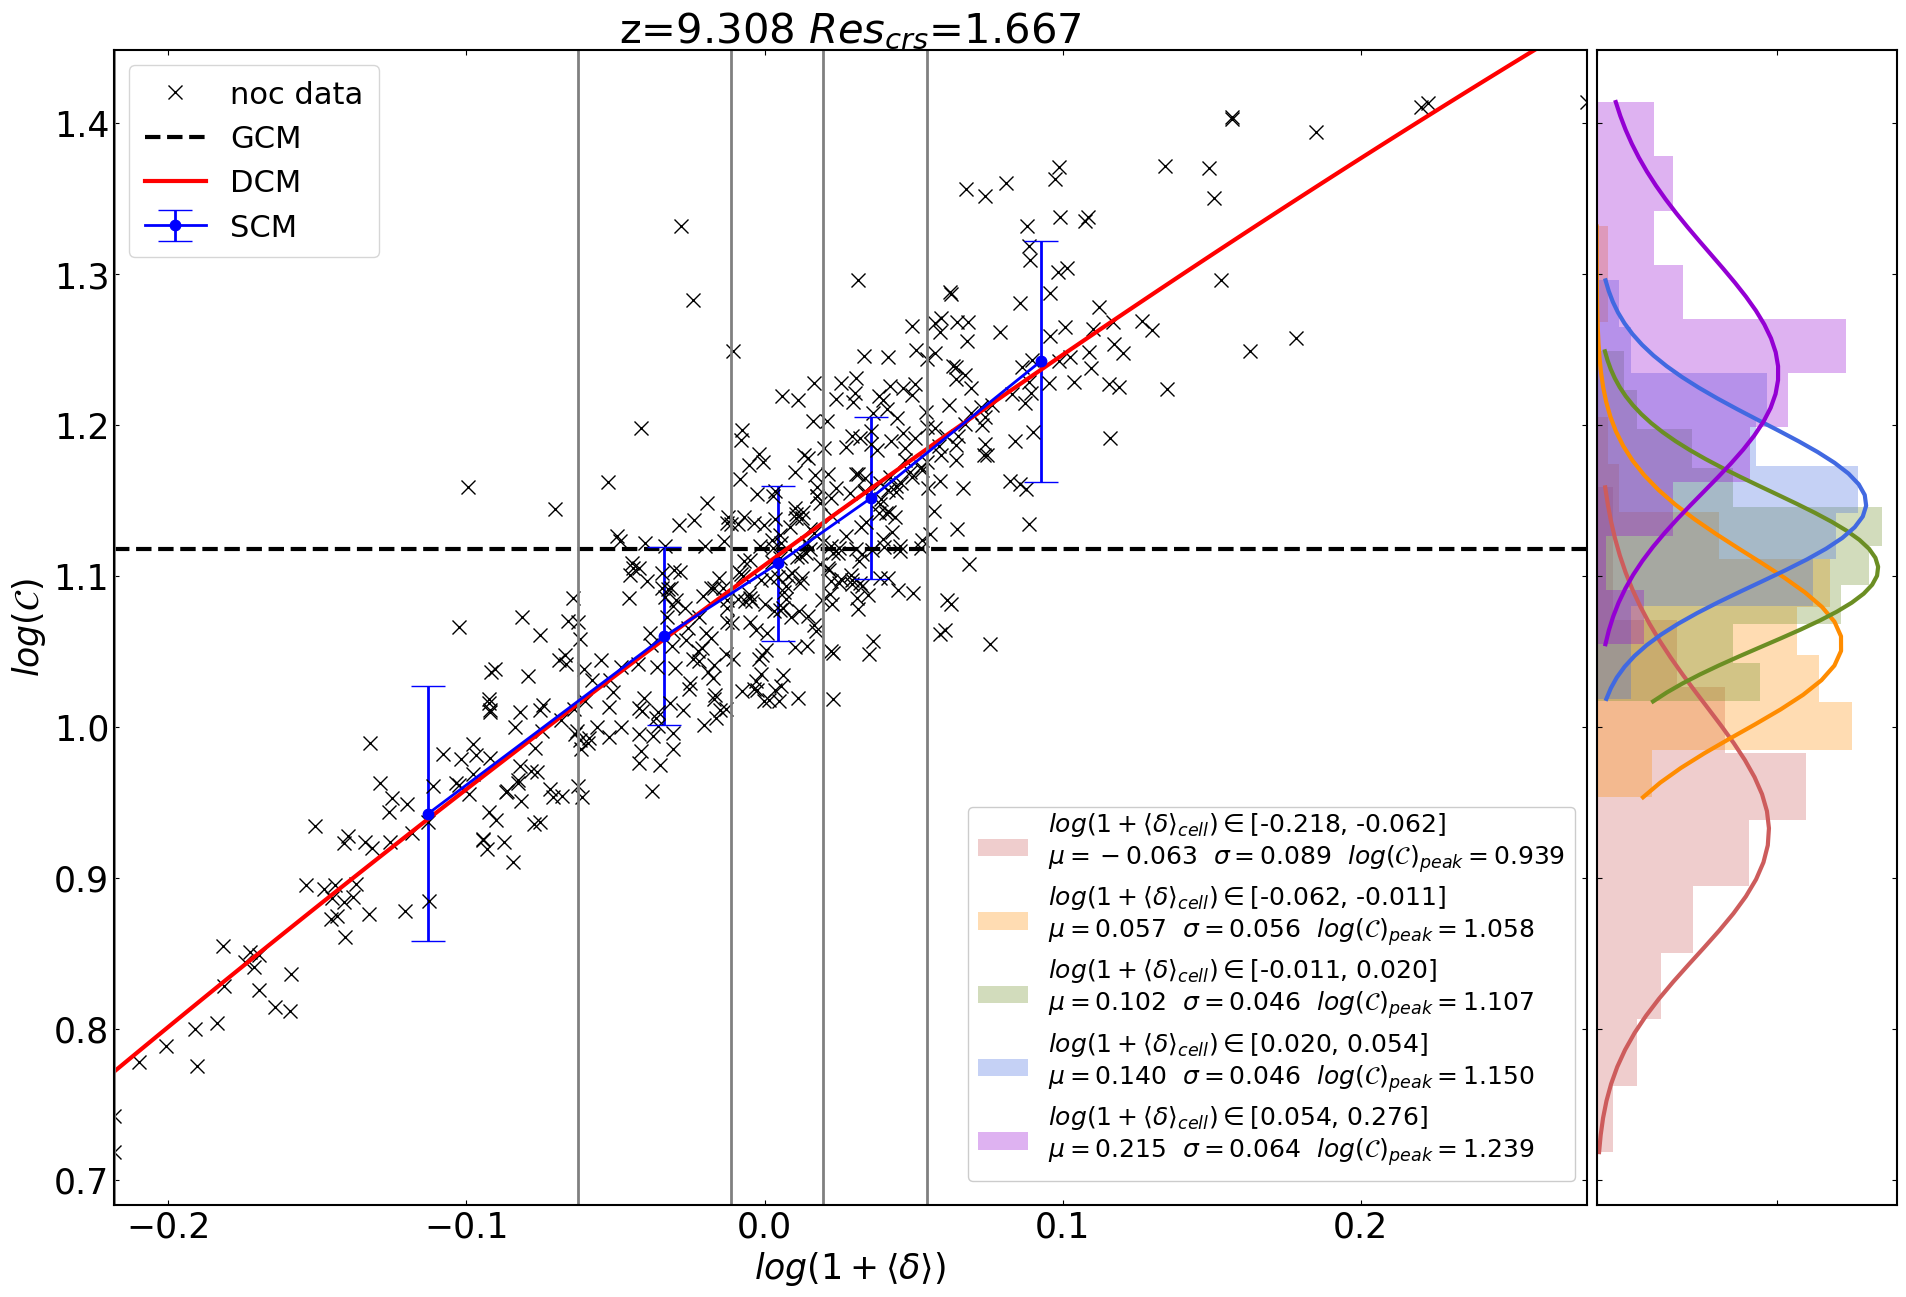 z=9.308 Res_crs=1.667
noc data
GCM
DCM
SCM
log(𝒞)
1.4
1.3
1.2
1.1
1.0
0.9
0.8
0.7
−0.2
−0.1
0.0
0.1
0.2
log(1 + ⟨δ⟩)
log(1 + ⟨δ⟩_cell) ∈ [-0.218, -0.062]
μ = −0.063 σ = 0.089 log(𝒞)_peak = 0.939
log(1 + ⟨δ⟩_cell) ∈ [-0.062, -0.011]
μ = 0.057 σ = 0.056 log(𝒞)_peak = 1.058
log(1 + ⟨δ⟩_cell) ∈ [-0.011, 0.020]
μ = 0.102 σ = 0.046 log(𝒞)_peak = 1.107
log(1 + ⟨δ⟩_cell) ∈ [0.020, 0.054]
μ = 0.140 σ = 0.046 log(𝒞)_peak = 1.150
log(1 + ⟨δ⟩_cell) ∈ [0.054, 0.276]
μ = 0.215 σ = 0.064 log(𝒞)_peak = 1.239